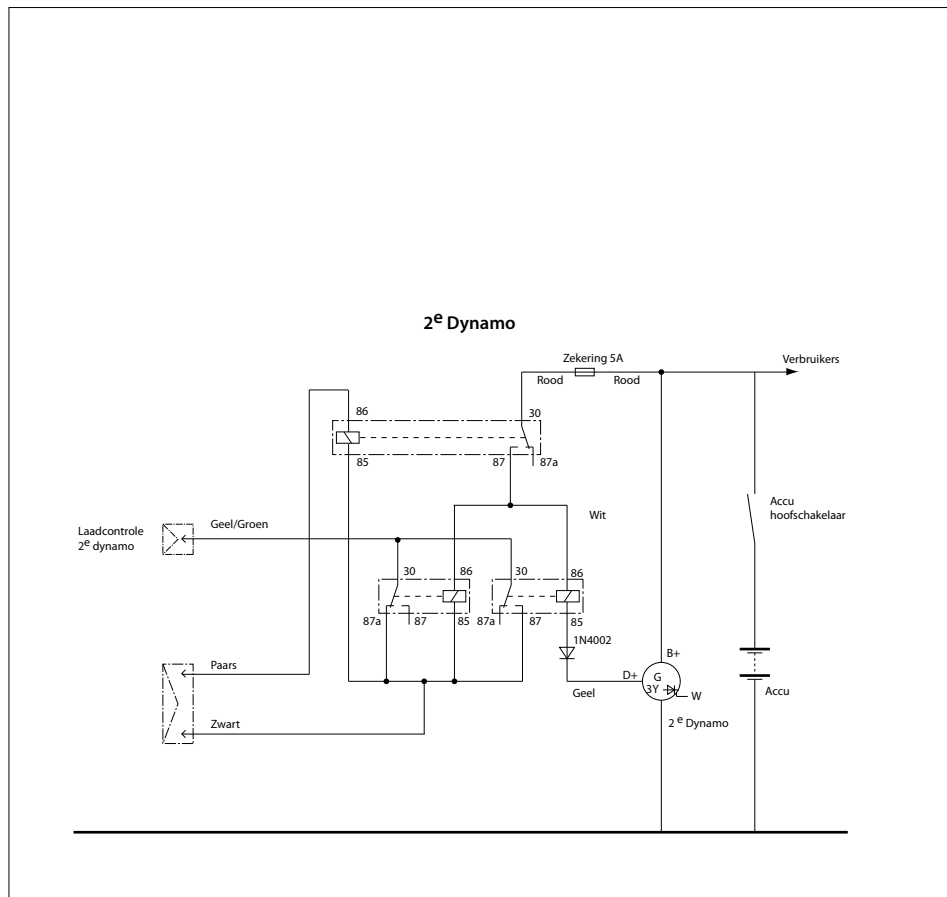 2e Dynamo
Zekering 5A
Verbruikers
Rood
Rood
86
30
85
87
87a
Accu
hoofschakelaar
Wit
Geel/Groen
Laadcontrole
2e dynamo
30
86
30
86
87a
87
85
87a
87
85
1N4002
Paars
B+
D+
G
3Y
W
Geel
Accu
Zwart
2 e Dynamo